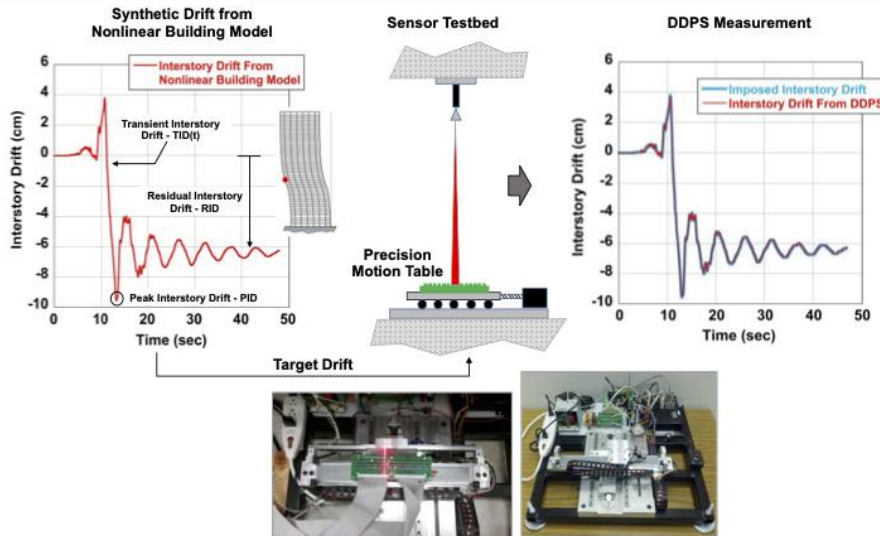 Synthetic Drift from
Nonlinear Building Model
Interstory Drift From
Nonlinear Building Model
Interstory Drift (cm)
6
4
2
0
-2
-4
-6
-8
-10
Transient Interstory
Drift - TID(t)
Residual Interstory
Drift - RID
Peak Interstory Drift - PID
0 10 20 30 40 50
Time (sec)
Target Drift
Sensor Testbed
Precision
Motion Table
DDPS Measurement
Imposed Interstory Drift
Interstory Drift From DDPS
Interstory Drift (cm)
6
4
2
0
-2
-4
-6
-8
-10
0 10 20 30 40 50
Time (sec)